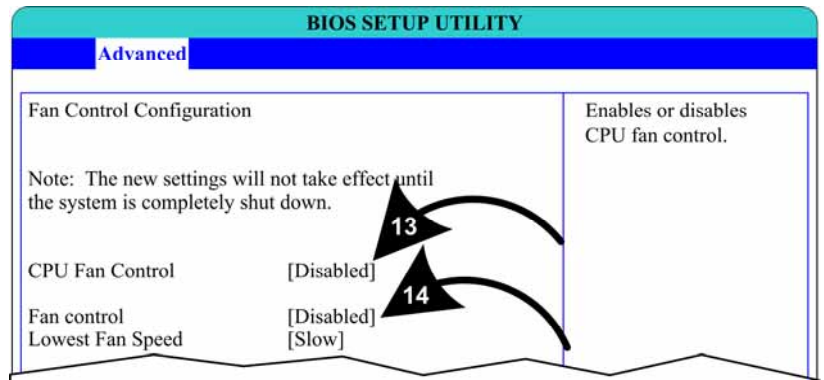 BIOS SETUP UTILITY
Advanced
Fan Control Configuration
Note: The new settings will not take effect until
the system is completely shut down.
CPU Fan Control [Disabled]
Fan control [Disabled]
Lowest Fan Speed [Slow]
Enables or disables
CPU fan control.
13
14